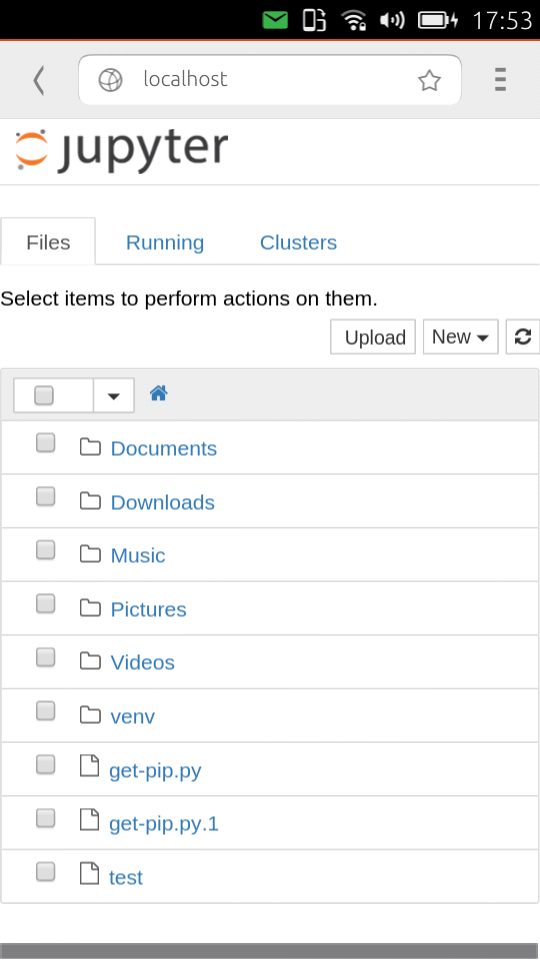 17:53
localhost
jupyter
Files Running Clusters
Select items to perform actions on them.
Upload New
Documents
Downloads
Music
Pictures
Videos
venv
get-pip.py
get-pip.py.1
test